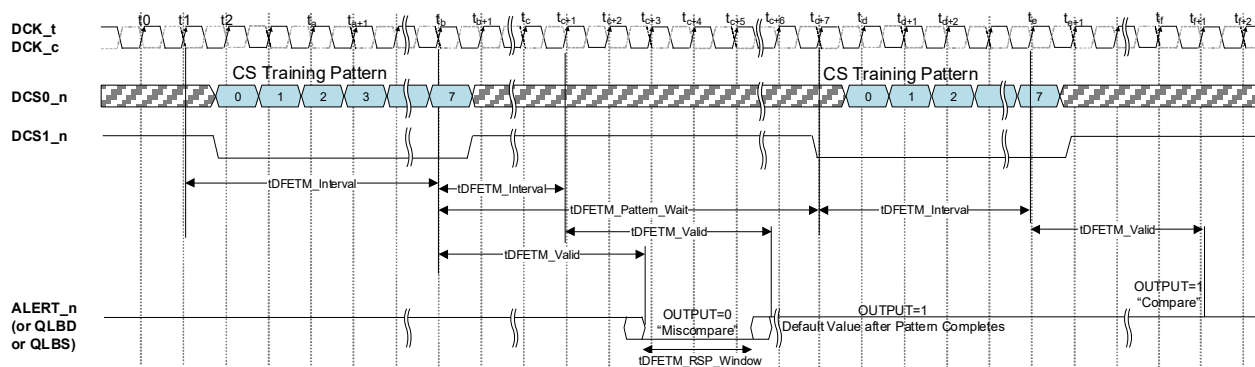 t0 t1 t2 ta ta+1 tb tb+1 tc tc+1 tc+2 tc+3 tc+4 tc+5 tc+6 tc+7 td td+1 td+2 te te+1 tf tf+1 tf+2
DCK_t
DCK_c
CS Training Pattern CS Training Pattern
DCS0_n 0 1 2 3 7 0 1 2 7
DCS1_n
tDFETM_Interval tDFETM_Interval
tDFETM_Pattern_Wait tDFETM_Interval
tDFETM_Valid tDFETM_Valid
tDFETM_Valid
ALERT_n
(or QLBD
or QLBS)
OUTPUT=0
“Miscompare”
OUTPUT=1
Default Value after Pattern Completes
OUTPUT=1
“Compare”
tDFETM_RSP_Window